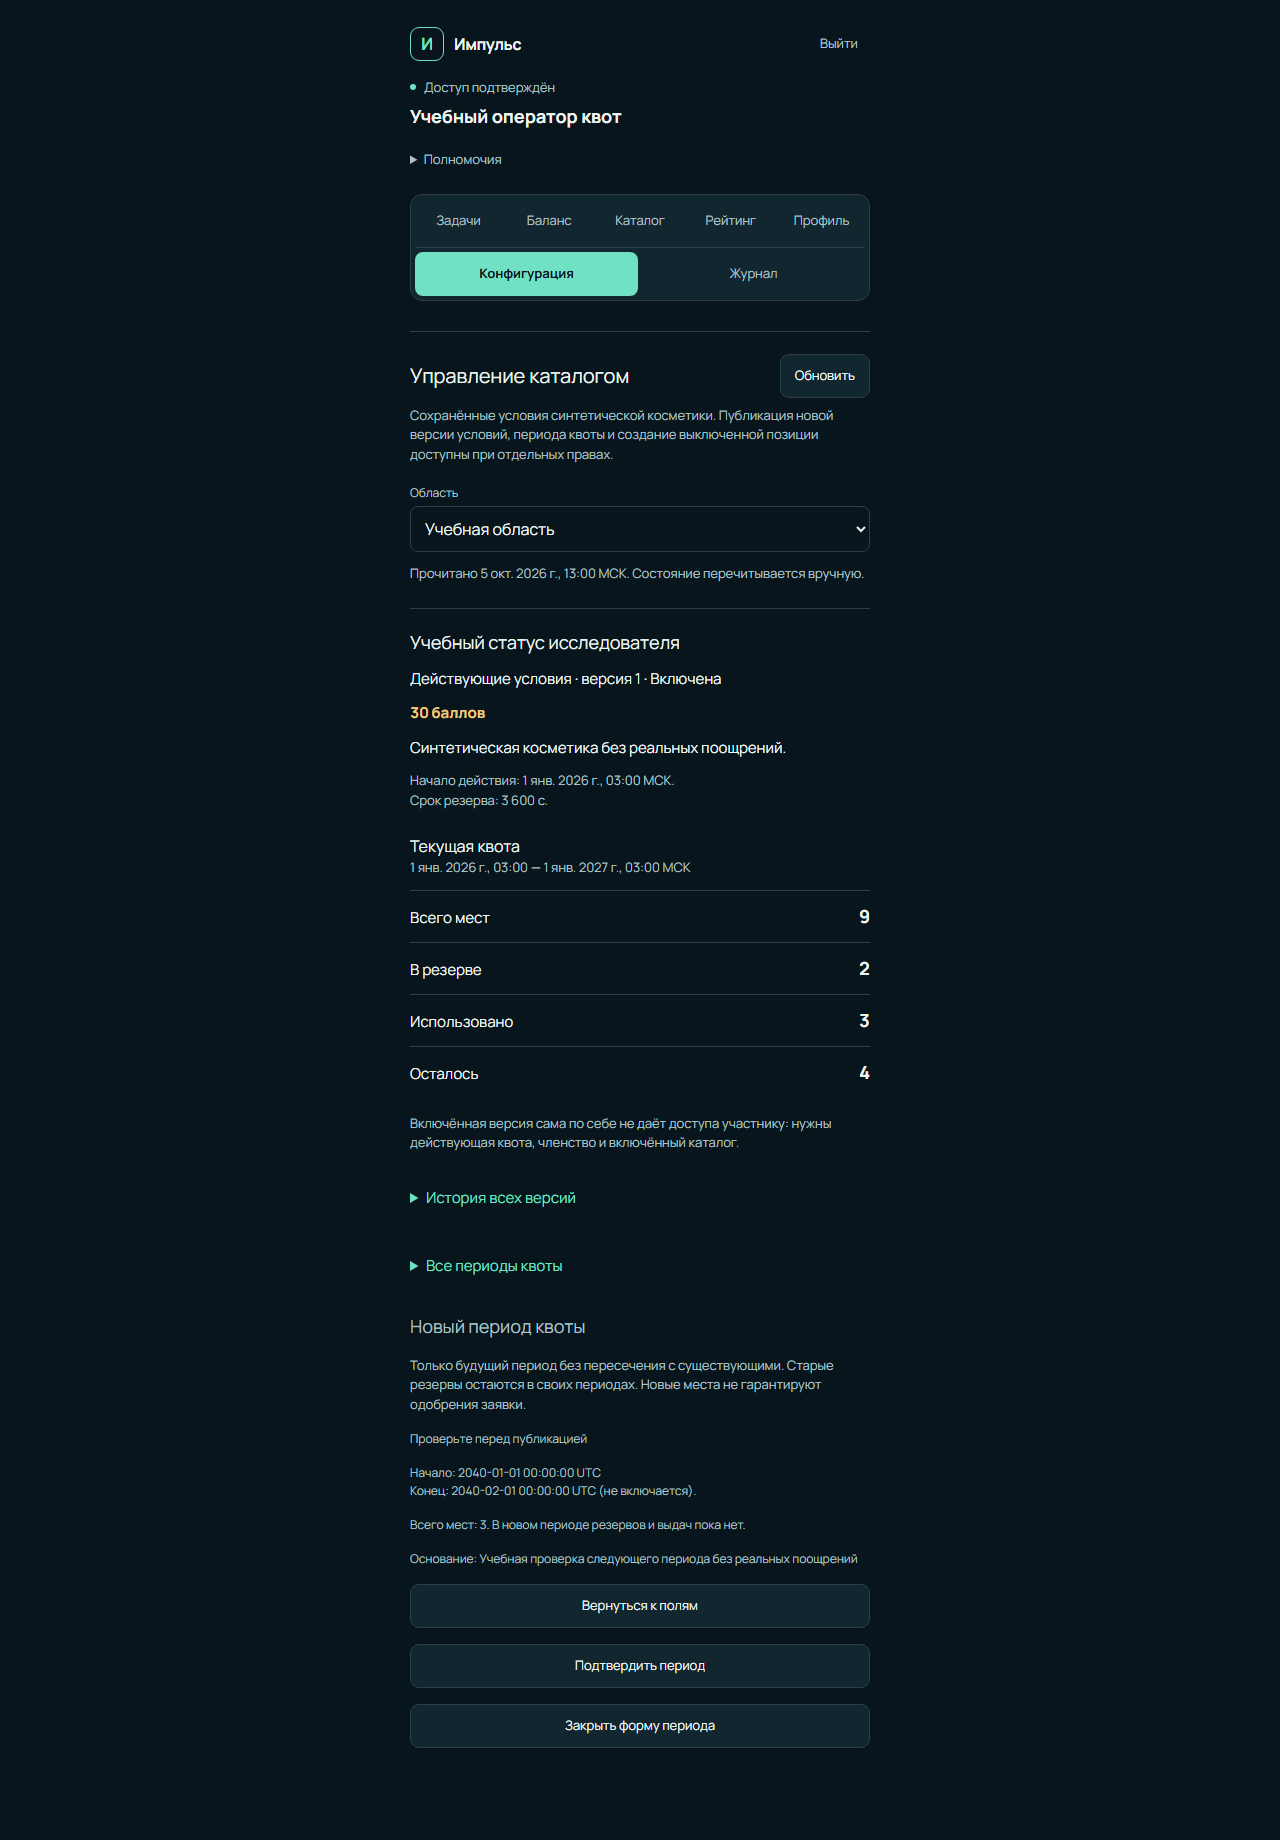 И Импульс Выйти
Доступ подтверждён
Учебный оператор квот
Полномочия
Задачи Баланс Каталог Рейтинг Профиль
Конфигурация Журнал
Управление каталогом Обновить
Сохранённые условия синтетической косметики. Публикация новой
версии условий, периода квоты и создание выключенной позиции
доступны при отдельных правах.
Область
Учебная область
Прочитано 5 окт. 2026 г., 13:00 МСК. Состояние перечитывается вручную.
Учебный статус исследователя
Действующие условия · версия 1 · Включена
30 баллов
Синтетическая косметика без реальных поощрений.
Начало действия: 1 янв. 2026 г., 03:00 МСК.
Срок резерва: 3 600 с.
Текущая квота
1 янв. 2026 г., 03:00 — 1 янв. 2027 г., 03:00 МСК
Всего мест 9
В резерве 2
Использовано 3
Осталось 4
Включённая версия сама по себе не даёт доступа участнику: нужны
действующая квота, членство и включённый каталог.
История всех версий
Все периоды квоты
Новый период квоты
Только будущий период без пересечения с существующими. Старые
резервы остаются в своих периодах. Новые места не гарантируют
одобрения заявки.
Проверьте перед публикацией
Начало: 2040-01-01 00:00:00 UTC
Конец: 2040-02-01 00:00:00 UTC (не включается).
Всего мест: 3. В новом периоде резервов и выдач пока нет.
Основание: Учебная проверка следующего периода без реальных поощрений
Вернуться к полям
Подтвердить период
Закрыть форму периода